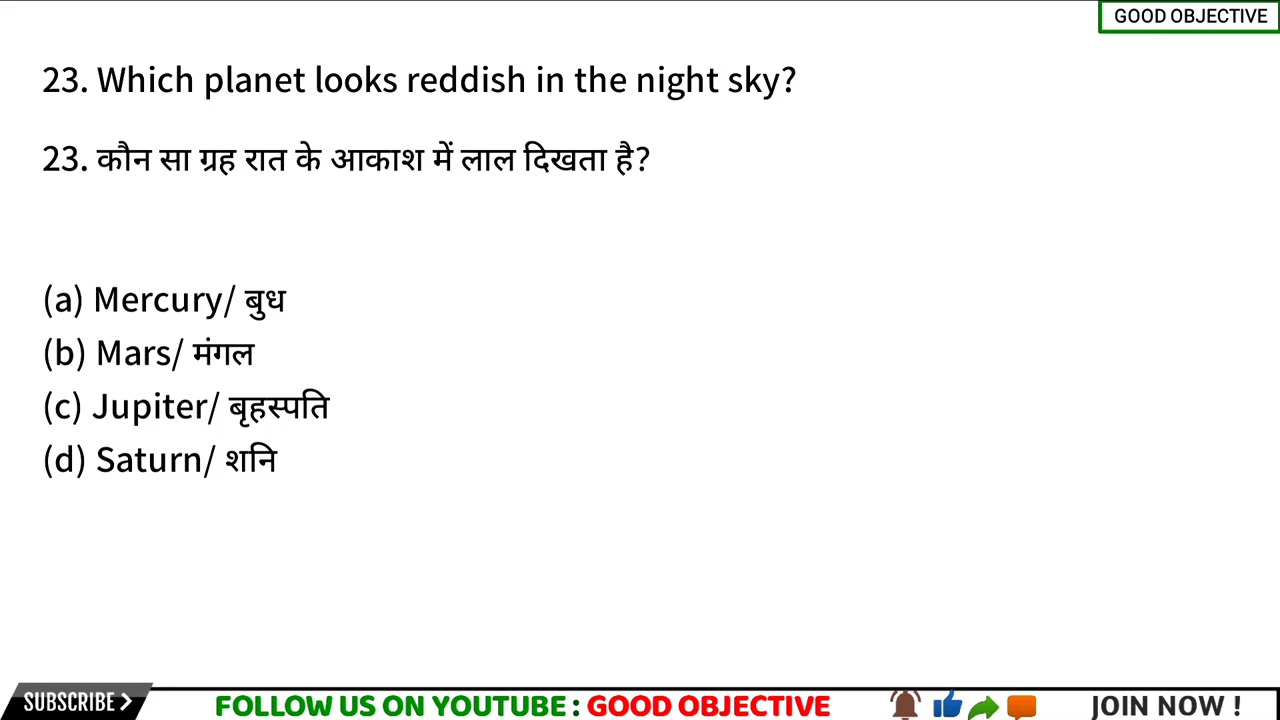 GOOD OBJECTIVE
23. Which planet looks reddish in the night sky?
23. कौन सा ग्रह रात के आकाश में लाल दिखता है?
(a) Mercury/ बुध
(b) Mars/ मंगल
(c) Jupiter/ बृहस्पति
(d) Saturn/ शनि
SUBSCRIBE FOLLOW US ON YOUTUBE : GOOD OBJECTIVE JOIN NOW !